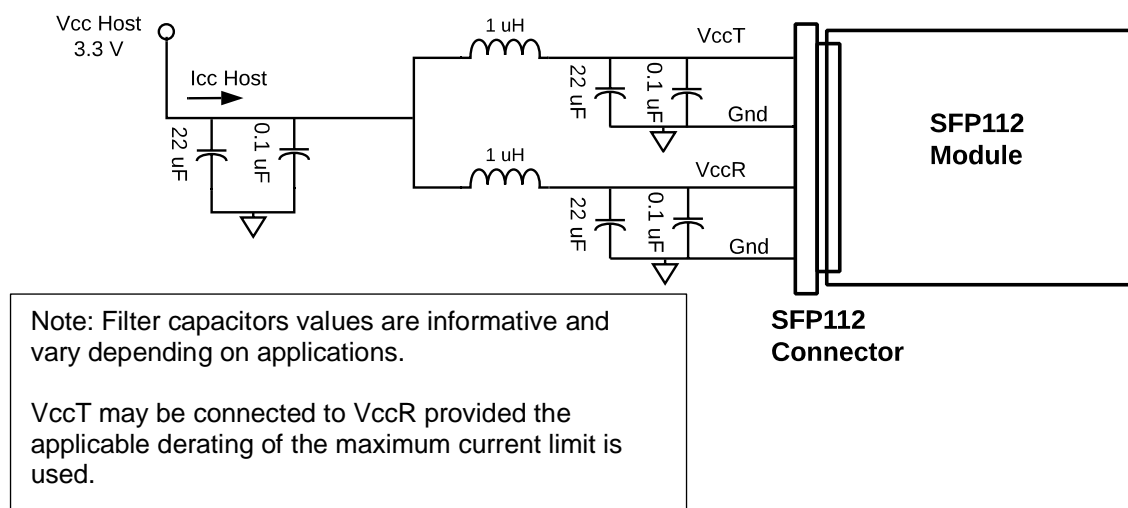 Vcc Host
3.3 V
Icc Host
22 uF
0.1 uF
1 uH
VccT
22 uF
0.1 uF
Gnd
1 uH
VccR
22 uF
0.1 uF
Gnd
SFP112
Module
SFP112
Connector
Note: Filter capacitors values are informative and
vary depending on applications.
VccT may be connected to VccR provided the
applicable derating of the maximum current limit is
used.